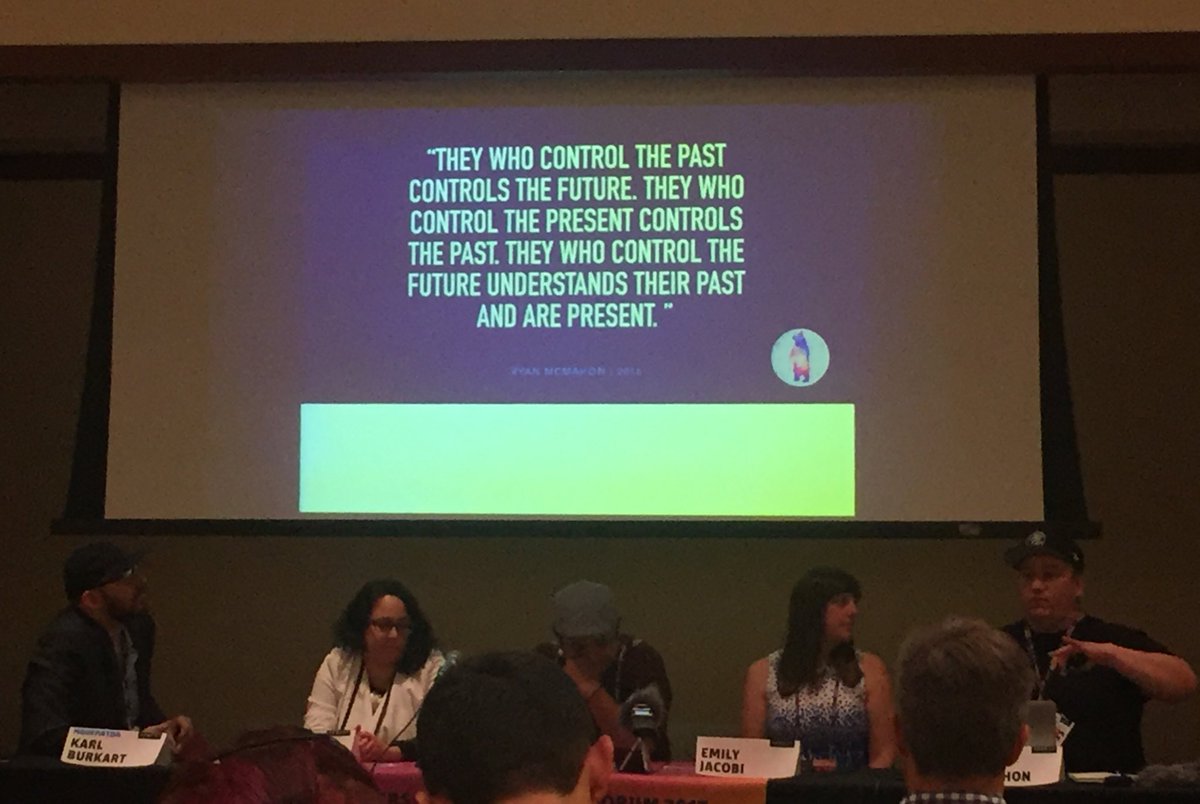 “THEY WHO CONTROL THE PAST
CONTROLS THE FUTURE. THEY WHO
CONTROL THE PRESENT CONTROLS
THE PAST. THEY WHO CONTROL THE
FUTURE UNDERSTANDS THEIR PAST
AND ARE PRESENT. ”
RYAN MCMAHON
MODERATOR
KARL
BURKART
EMILY
JACOBI
HON